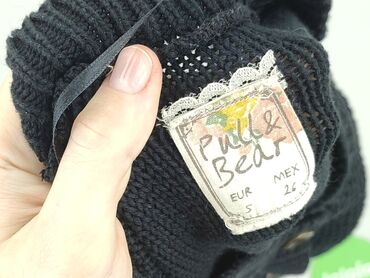 Pull &
Bear
EUR MEX
S 26